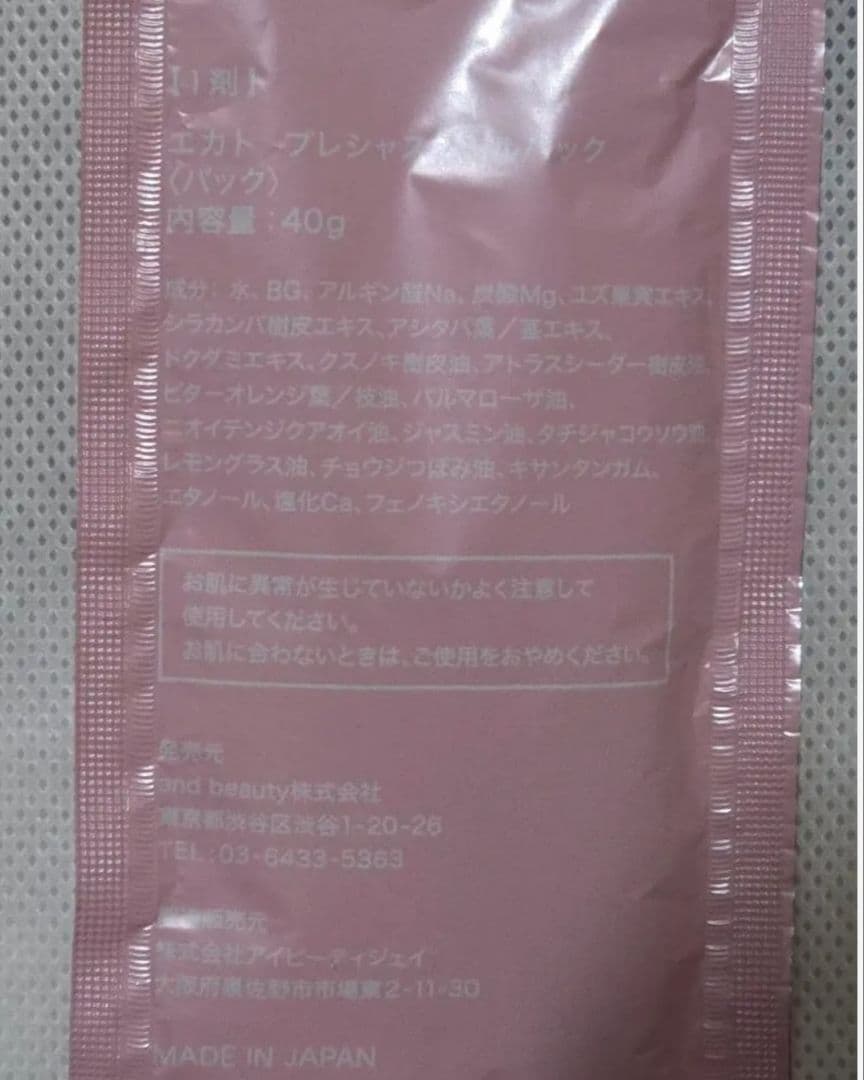 【1剤】
エカト プレシャス パック
〈パック〉
内容量：40g
成分：水、BG、アルギン酸Na、炭酸Mg、ユズ果実エキス、
シラカンバ樹皮エキス、アシタバ葉／茎エキス、
ドクダミエキス、クスノキ樹皮油、アトラスシーダー樹皮油、
ビターオレンジ葉／枝油、パルマローザ油、
ニオイテンジクアオイ油、ジャスミン油、タチジャコウソウ油、
レモングラス油、チョウジつぼみ油、キサンタンガム、
エタノール、塩化Ca、フェノキシエタノール
お肌に異常が生じていないかよく注意して
使用してください。
お肌に合わないときは、ご使用をおやめください。
発売元
and beauty株式会社
東京都渋谷区渋谷1-20-26
TEL：03-6433-5363
販売元
株式会社アイビーティジェイ
大阪府泉佐野市市場東2-11-30
MADE IN JAPAN